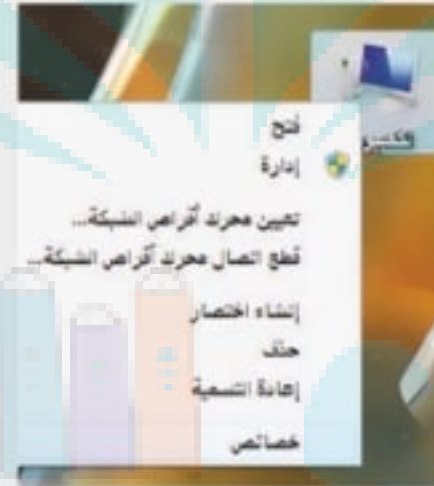 فتح
إدارة
تعيين محرك أقراص الشبكة...
قطع اتصال محرك أقراص الشبكة...
إنشاء اختصار
حذف
إعادة التسمية
خصائص